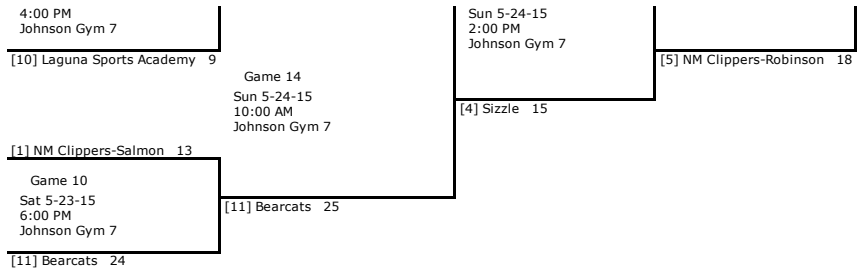 4:00 PM
Johnson Gym 7
[10] Laguna Sports Academy 9
Game 14
Sun 5-24-15
10:00 AM
Johnson Gym 7
[1] NM Clippers-Salmon 13
Game 10
Sat 5-23-15
6:00 PM
Johnson Gym 7
[11] Bearcats 24
[11] Bearcats 25
Sun 5-24-15
2:00 PM
Johnson Gym 7
[4] Sizzle 15
[5] NM Clippers-Robinson 18